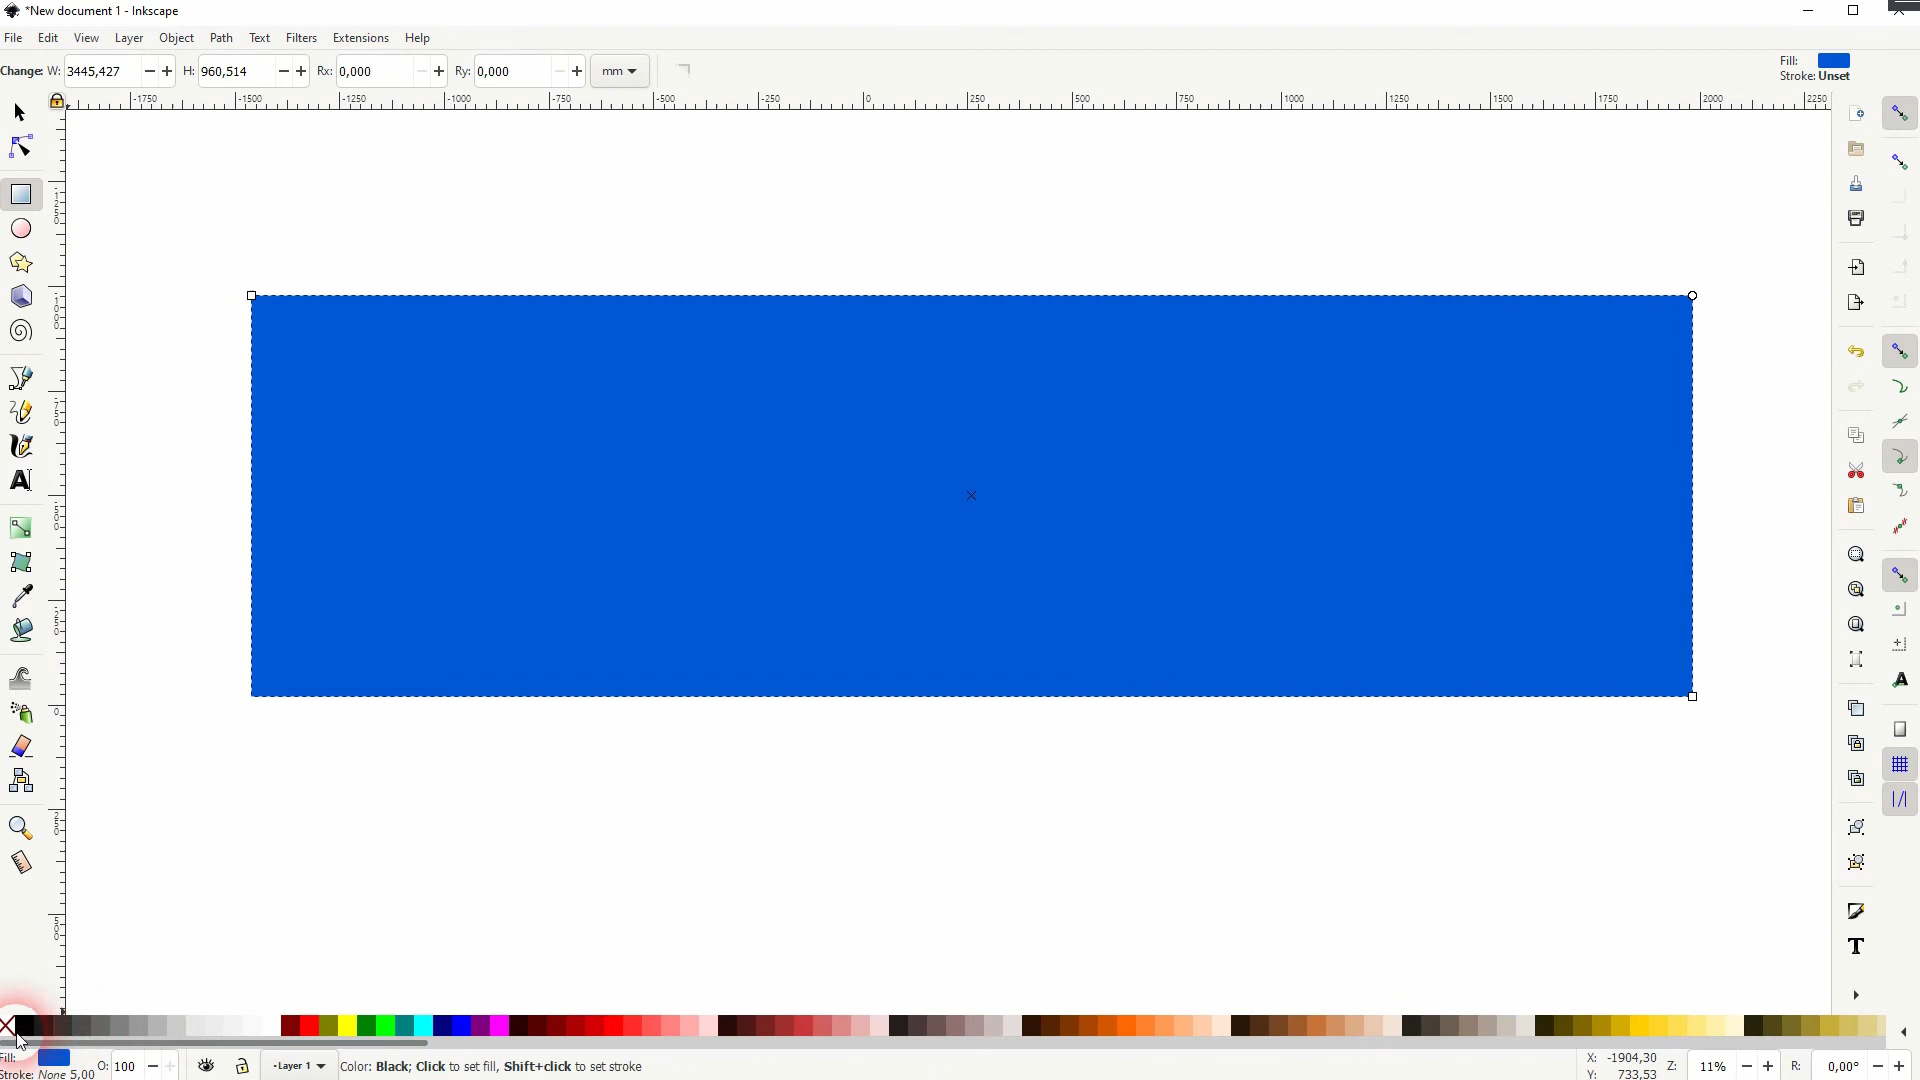 *New document 1 - Inkscape
File Edit View Layer Object Path Text Filters Extensions Help
Change: W: 3445,427 H: 960,514 Rx: 0,000 Ry: 0,000 mm
Fill:
Stroke: Unset
-1750 -1500 -1250 -1000 -750 -500 -250 0 250 500 750 1000 1250 1500 1750 2000 2250
Fill:
Stroke: None 5,00
O: 100
Layer 1
Color: Black; Click to set fill, Shift+click to set stroke
X: -1904,30
Y: 733,53
Z: 11%
R: 0,00°